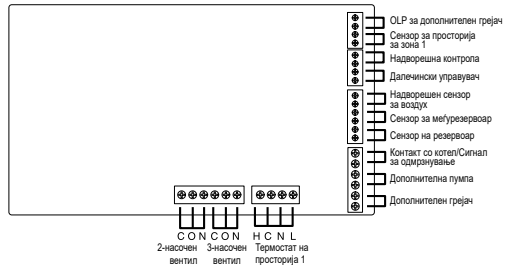 OLP за дополнителен грејач
Сензор за просторија
за зона 1
Надворешна контрола
Далечински управувач
Надворешен сензор
за воздух
Сензор за меѓурезервоар
Сензор на резервоар
Контакт со котел/Сигнал
за одмрзнување
Дополнителна пумпа
Дополнителен грејач
C O N C O N H C N L
2-насочен 3-насочен Термостат на
вентил вентил просторија 1